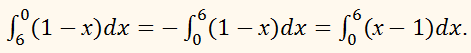 ∫₆⁰(1 − x)dx = −∫₀⁶(1 − x)dx = ∫₀⁶(x − 1)dx.